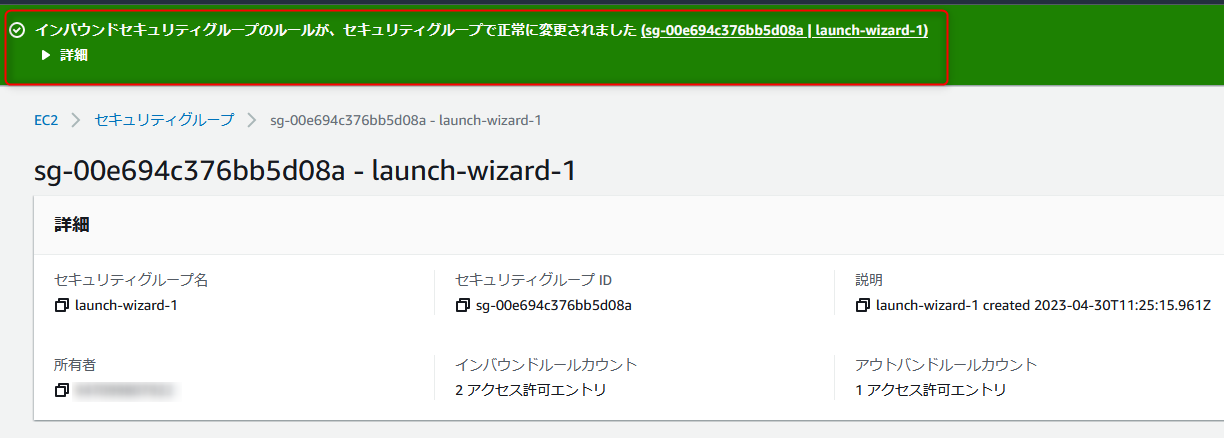 インバウンドセキュリティグループのルールが、セキュリティグループで正常に変更されました (sg-00e694c376bb5d08a | launch-wizard-1)
詳細
EC2 セキュリティグループ sg-00e694c376bb5d08a - launch-wizard-1
sg-00e694c376bb5d08a - launch-wizard-1
詳細
セキュリティグループ名 セキュリティグループ ID 説明
launch-wizard-1 sg-00e694c376bb5d08a launch-wizard-1 created 2023-04-30T11:25:15.961Z
所有者 インバウンドルールカウント アウトバンドルールカウント
2 アクセス許可エントリ 1 アクセス許可エントリ